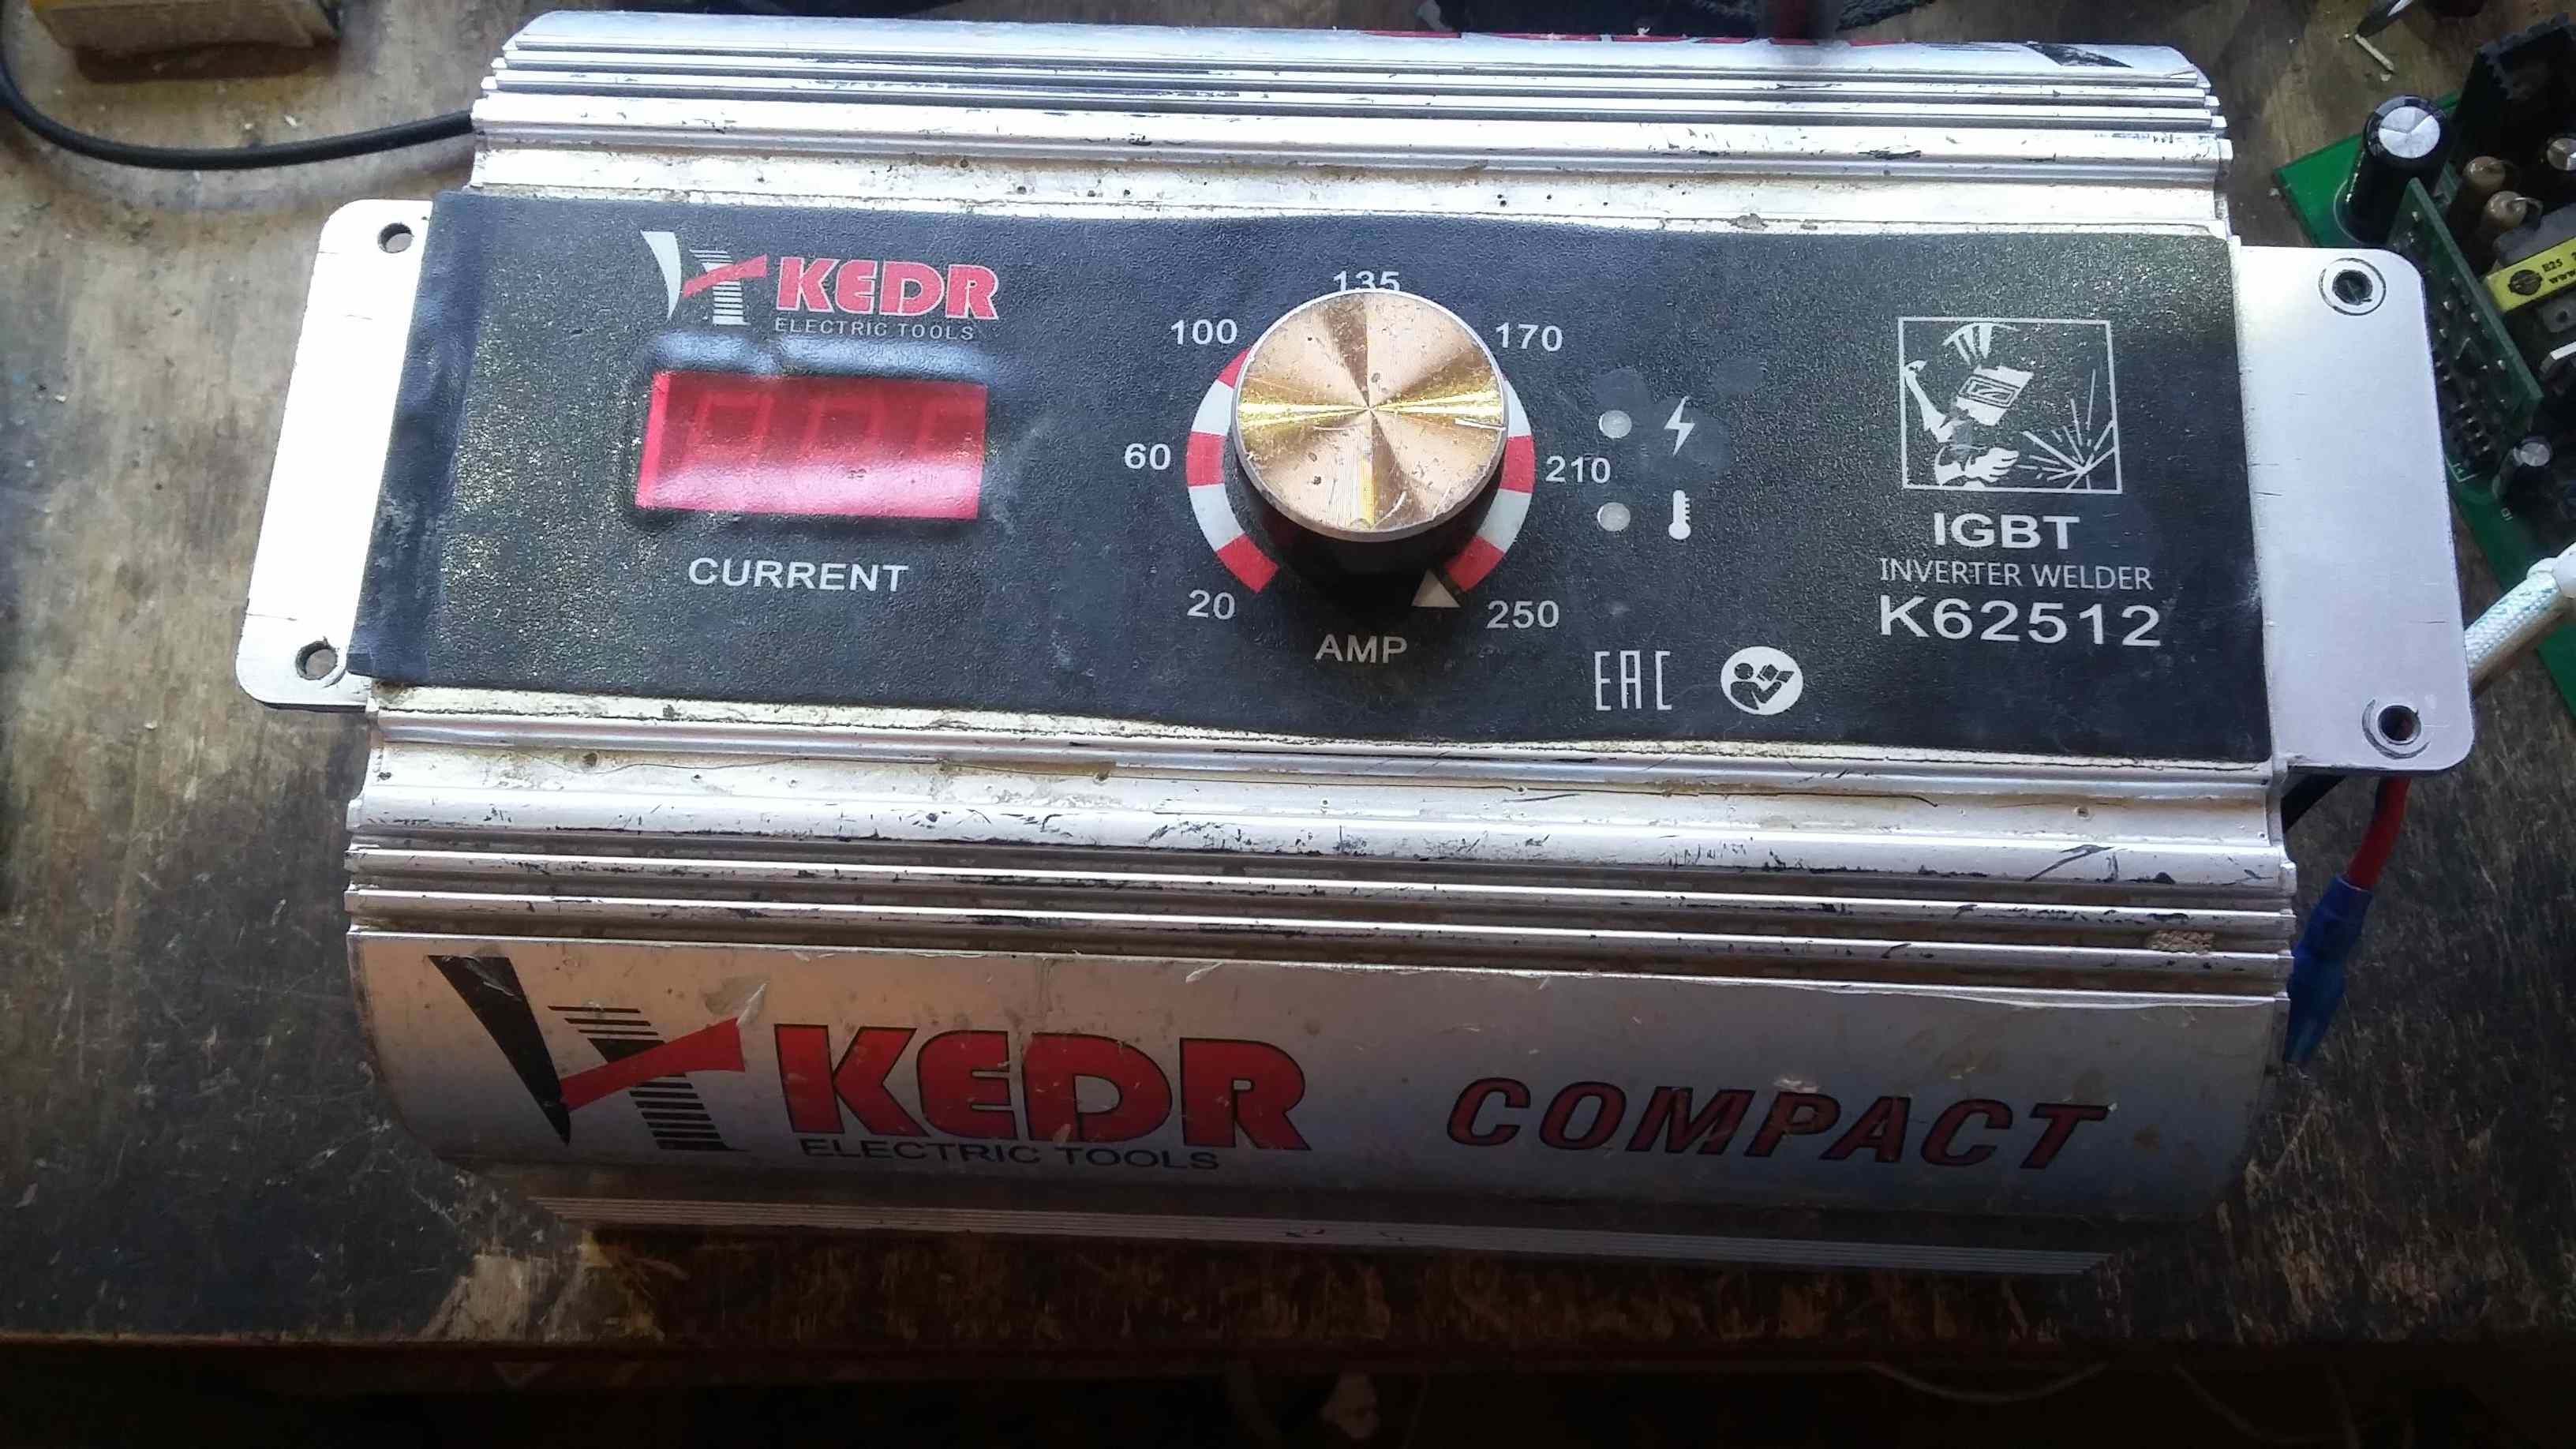 KEDR
ELECTRIC TOOLS
CURRENT
135
100
170
60
210
20
250
AMP
IGBT
INVERTER WELDER
K62512
EAC
KEDR
ELECTRIC TOOLS
COMPACT